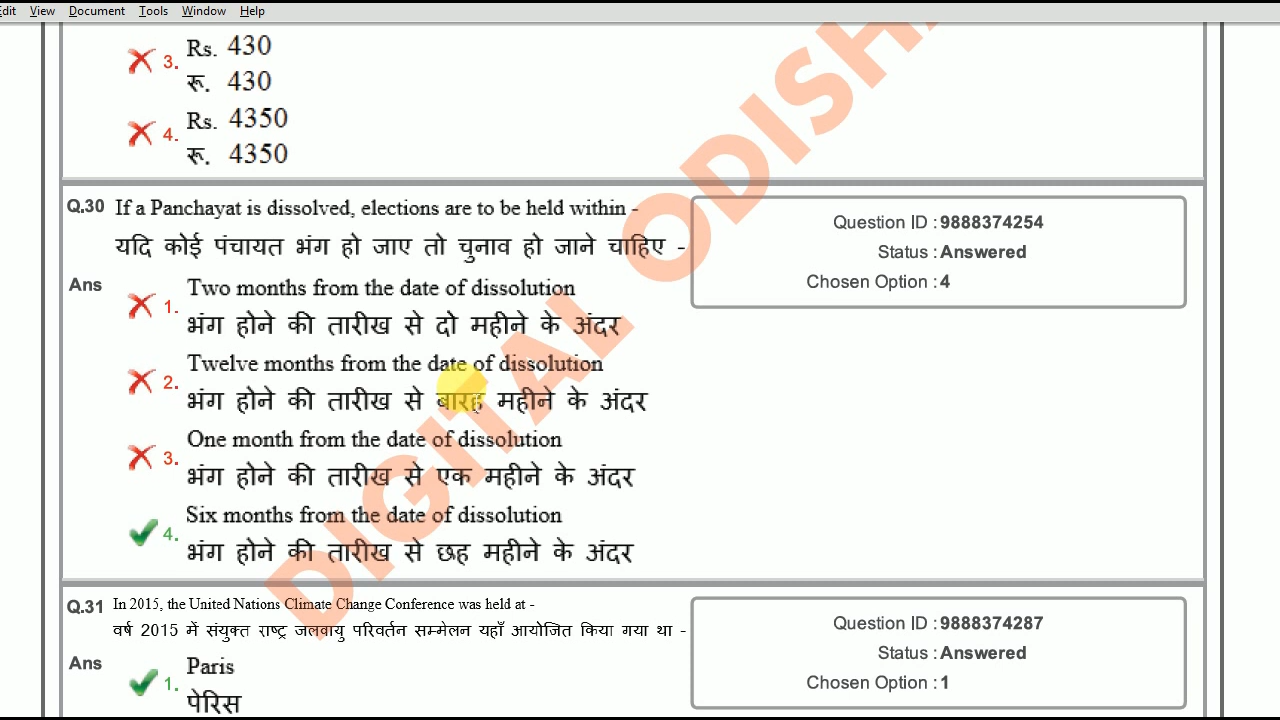 Edit View Document Tools Window Help
3. Rs. 430
रू. 430
4. Rs. 4350
रू. 4350
Q.30 If a Panchayat is dissolved, elections are to be held within -
यदि कोई पंचायत भंग हो जाए तो चुनाव हो जाने चाहिए -
Question ID : 9888374254
Status : Answered
Chosen Option : 4
Ans
1. Two months from the date of dissolution
भंग होने की तारीख से दो महीने के अंदर
2. Twelve months from the date of dissolution
भंग होने की तारीख से बारह महीने के अंदर
3. One month from the date of dissolution
भंग होने की तारीख से एक महीने के अंदर
4. Six months from the date of dissolution
भंग होने की तारीख से छह महीने के अंदर
Q.31 In 2015, the United Nations Climate Change Conference was held at -
वर्ष 2015 में संयुक्त राष्ट्र जलवायु परिवर्तन सम्मेलन यहाँ आयोजित किया गया था -
Question ID : 9888374287
Status : Answered
Chosen Option : 1
Ans
1. Paris
पेरिस
DIGITAL ODISHA